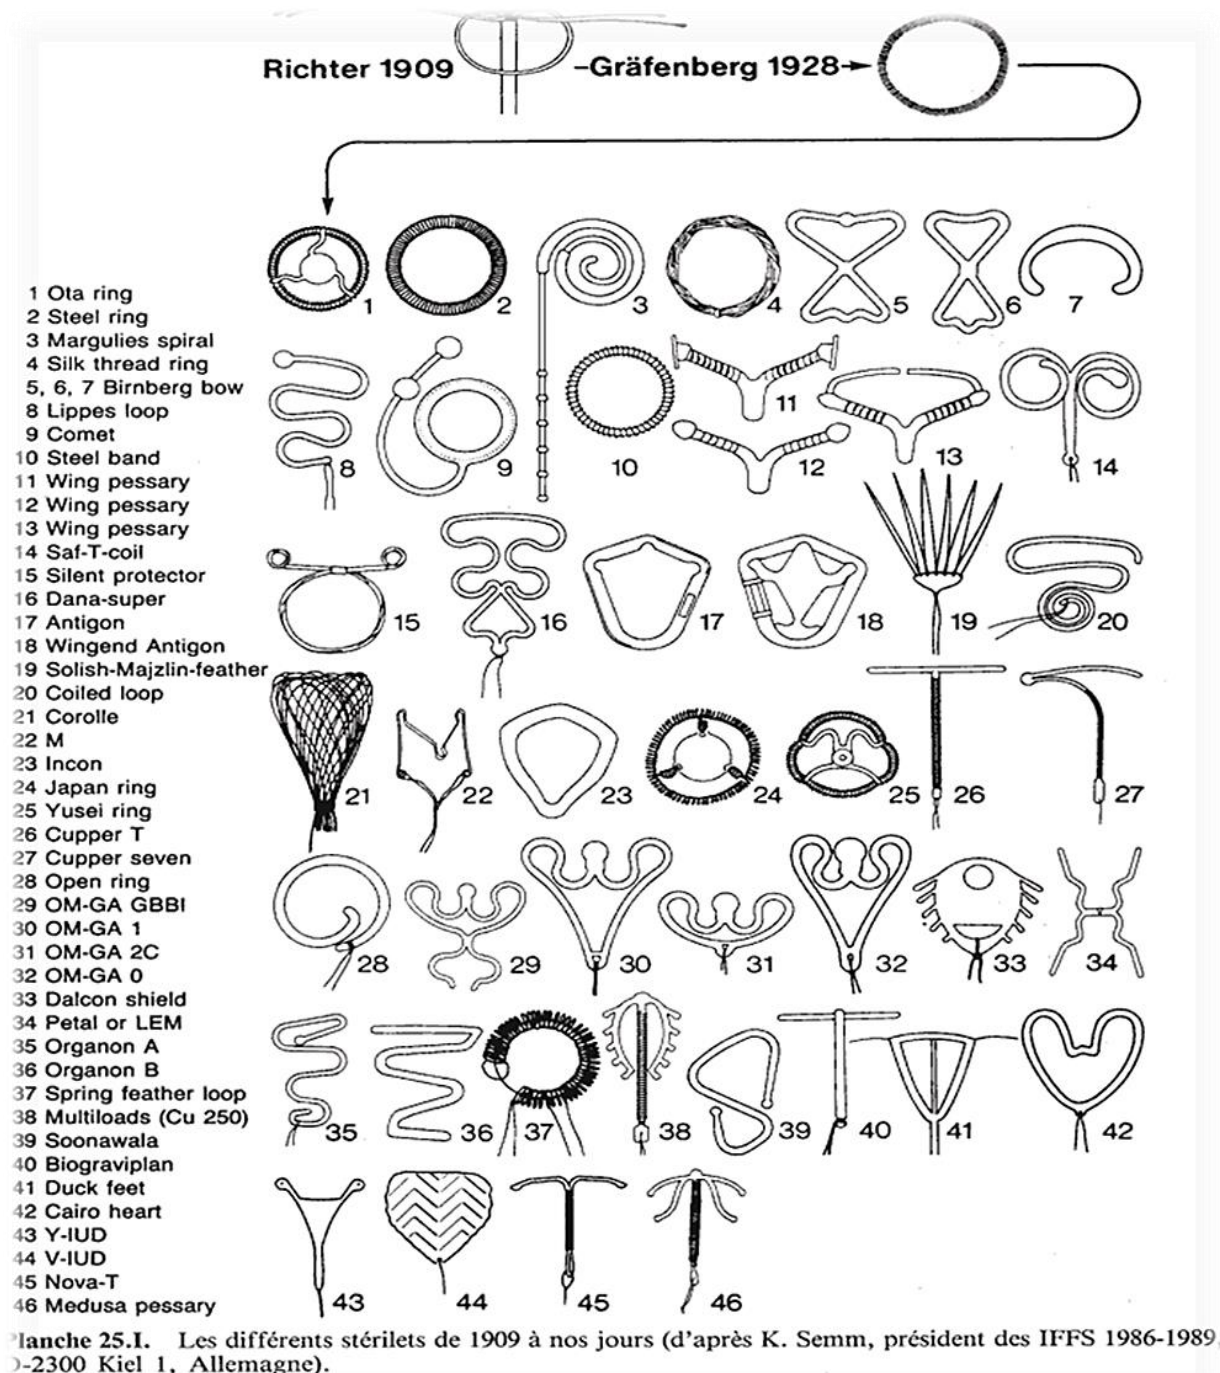 Richter 1909
-Gräfenberg 1928
1 Ota ring
2 Steel ring
3 Margulies spiral
4 Silk thread ring
5, 6, 7 Birnberg bow
8 Lippes loop
9 Comet
10 Steel band
11 Wing pessary
12 Wing pessary
13 Wing pessary
14 Saf-T-coil
15 Silent protector
16 Dana-super
17 Antigon
18 Wingend Antigon
19 Solish-Majzlin-feather
20 Coiled loop
21 Corolle
22 M
23 Incon
24 Japan ring
25 Yusei ring
26 Cupper T
27 Cupper seven
28 Open ring
29 OM-GA GBBI
30 OM-GA 1
31 OM-GA 2C
32 OM-GA 0
33 Dalcon shield
34 Petal or LEM
35 Organon A
36 Organon B
37 Spring feather loop
38 Multiloads (Cu 250)
39 Soonawala
40 Biograviplan
41 Duck feet
42 Cairo heart
43 Y-IUD
44 V-IUD
45 Nova-T
46 Medusa pessary
1 2 3 4 5 6 7
8 9 10 11 12 13 14
15 16 17 18 19 20
21 22 23 24 25 26 27
28 29 30 31 32 33 34
35 36 37 38 39 40 41 42
43 44 45 46
Planche 25.I. Les différents stérilets de 1909 à nos jours (d'après K. Semm, président des IFFS 1986-1989,
D-2300 Kiel 1, Allemagne).